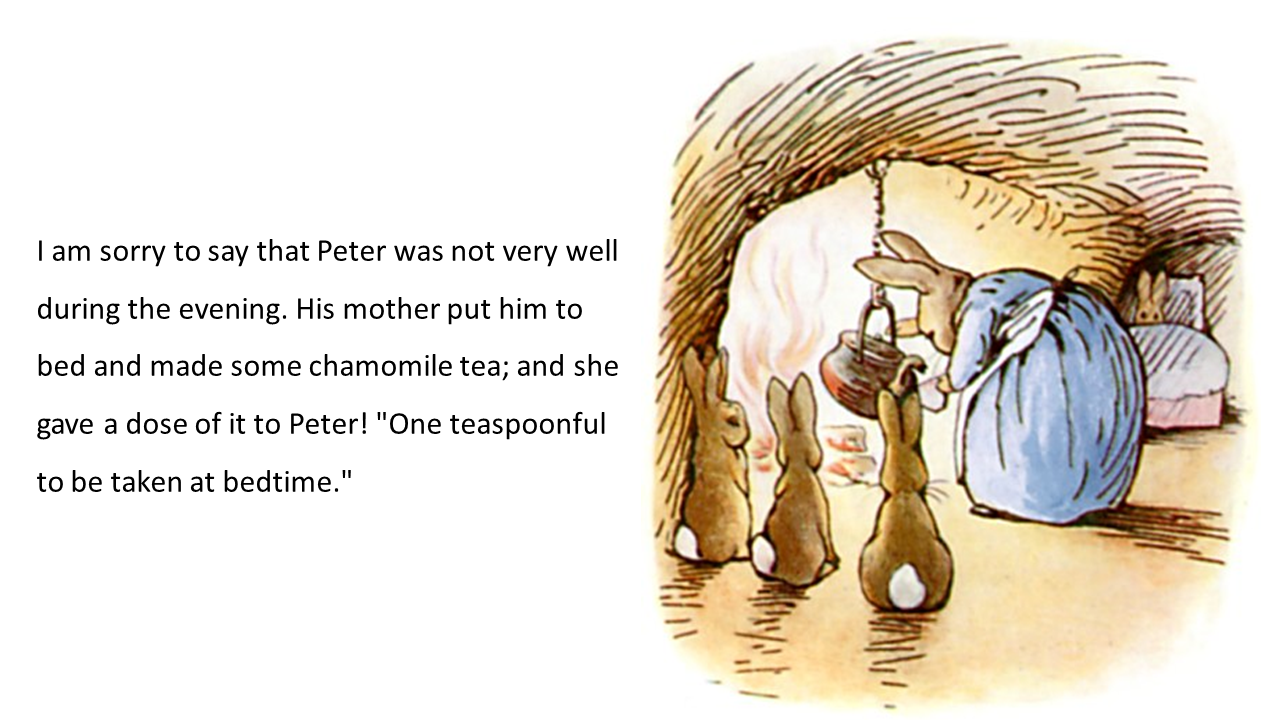 I am sorry to say that Peter was not very well
during the evening. His mother put him to
bed and made some chamomile tea; and she
gave a dose of it to Peter! "One teaspoonful
to be taken at bedtime."